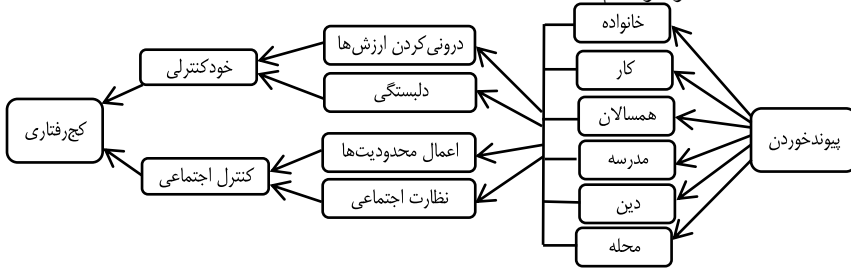 پیوندخوردن
خانواده
کار
همسالان
مدرسه
دین
محله
درونی‌کردن ارزش‌ها
دلبستگی
اعمال محدودیت‌ها
نظارت اجتماعی
خودکنترلی
کنترل اجتماعی
کج‌رفتاری